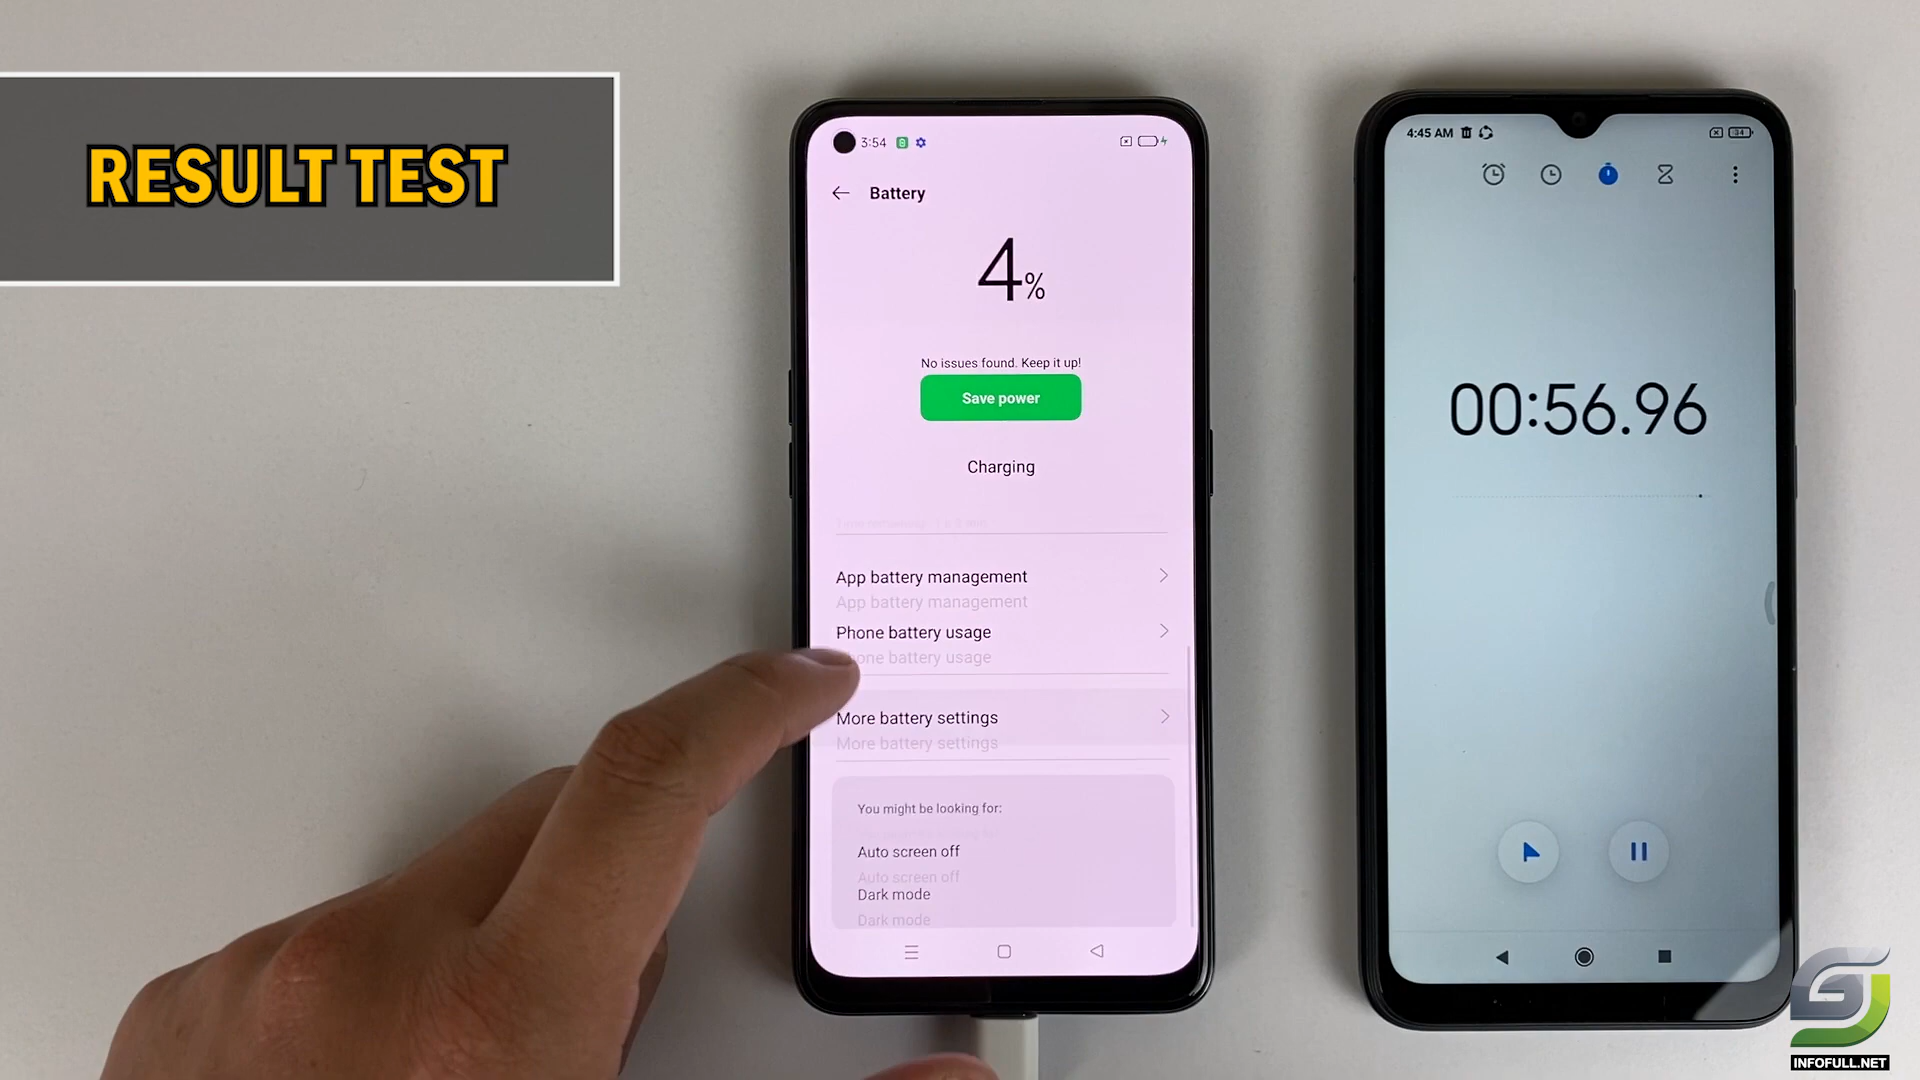 RESULT TEST
3:54
Battery
4%
No issues found. Keep it up!
Save power
Charging
App battery management
App battery management
Phone battery usage
hone battery usage
More battery settings
More battery settings
You might be looking for:
Auto screen off
Auto screen off
Dark mode
Dark mode
4:45 AM
34
00:56.96
INFOFULL.NET